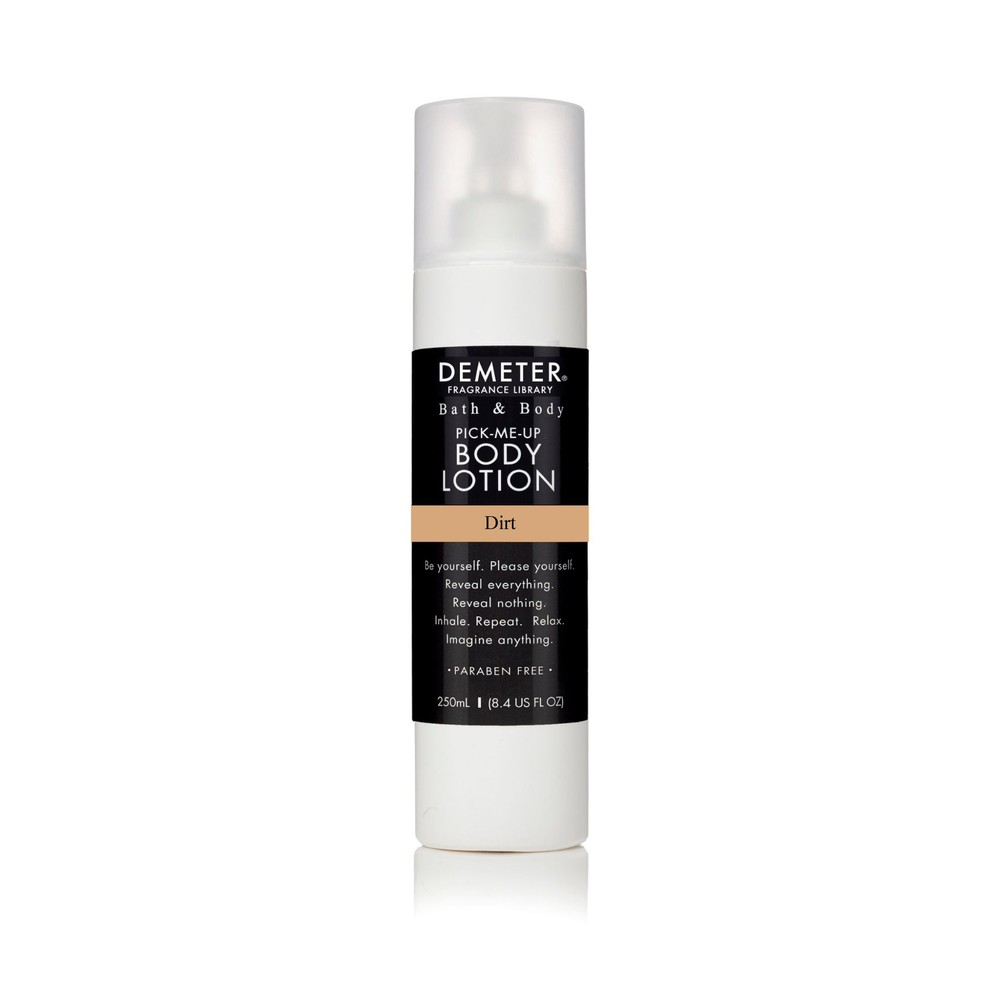 DEMETER®
FRAGRANCE LIBRARY
Bath & Body
PICK-ME-UP
BODY
LOTION
Dirt
Be yourself. Please yourself.
Reveal everything.
Reveal nothing.
Inhale. Repeat. Relax.
Imagine anything.
• PARABEN FREE •
250mL | (8.4 US FL OZ)